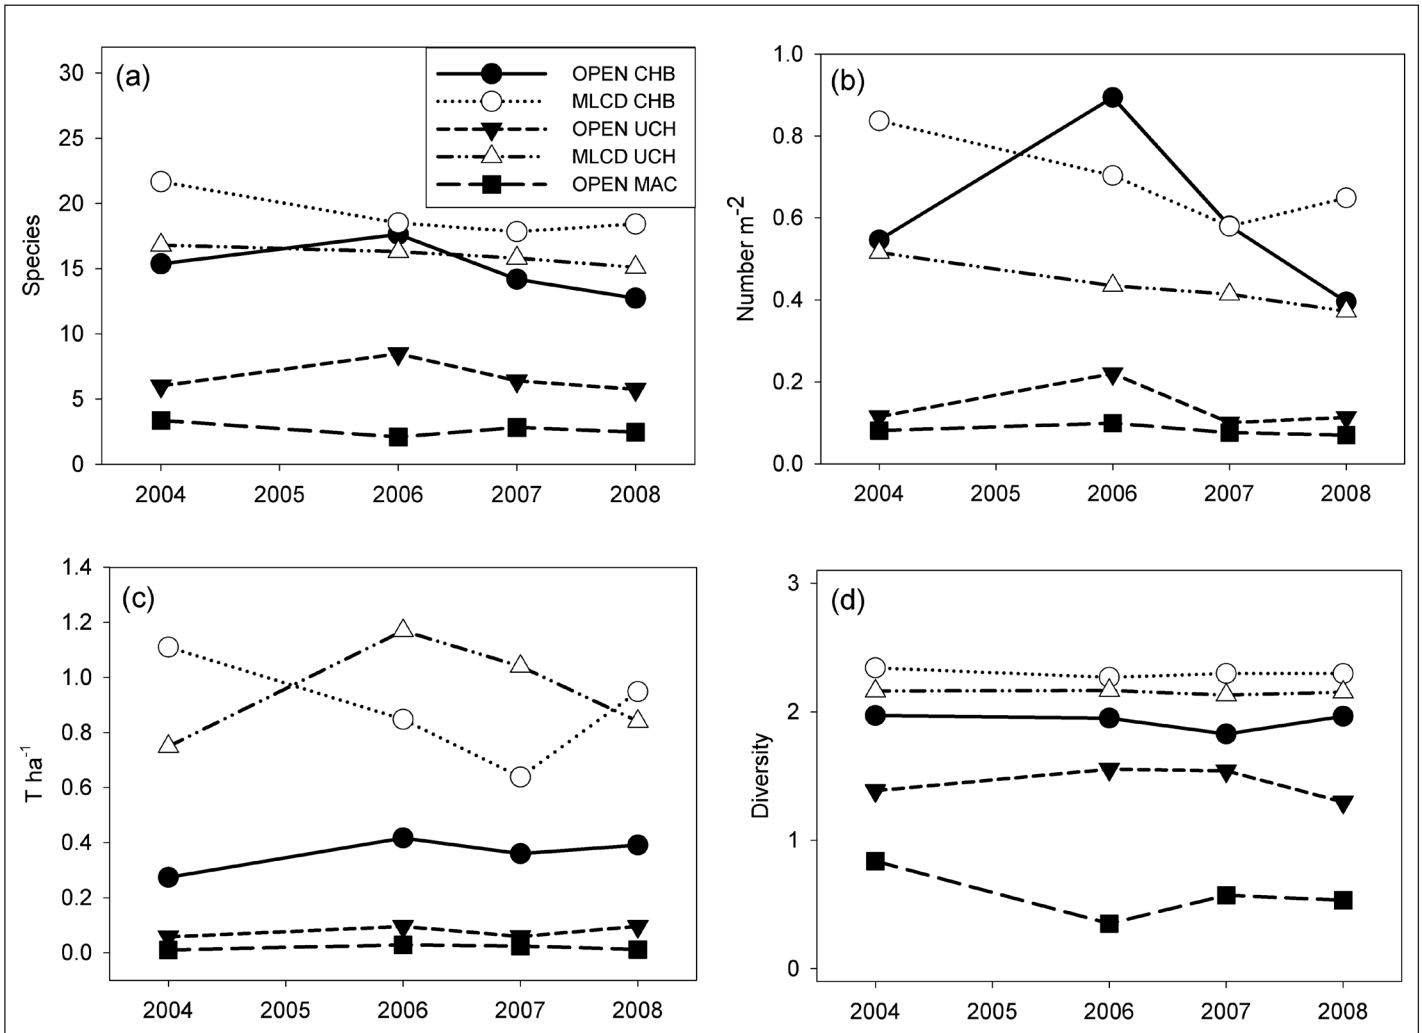 (a)
OPEN CHB
MLCD CHB
OPEN UCH
MLCD UCH
OPEN MAC
Species
30
25
20
15
10
5
0
2004 2005 2006 2007 2008
(b)
Number m⁻²
1.0
0.8
0.6
0.4
0.2
0.0
2004 2005 2006 2007 2008
(c)
T ha⁻¹
1.4
1.2
1.0
0.8
0.6
0.4
0.2
0.0
2004 2005 2006 2007 2008
(d)
Diversity
3
2
1
0
2004 2005 2006 2007 2008